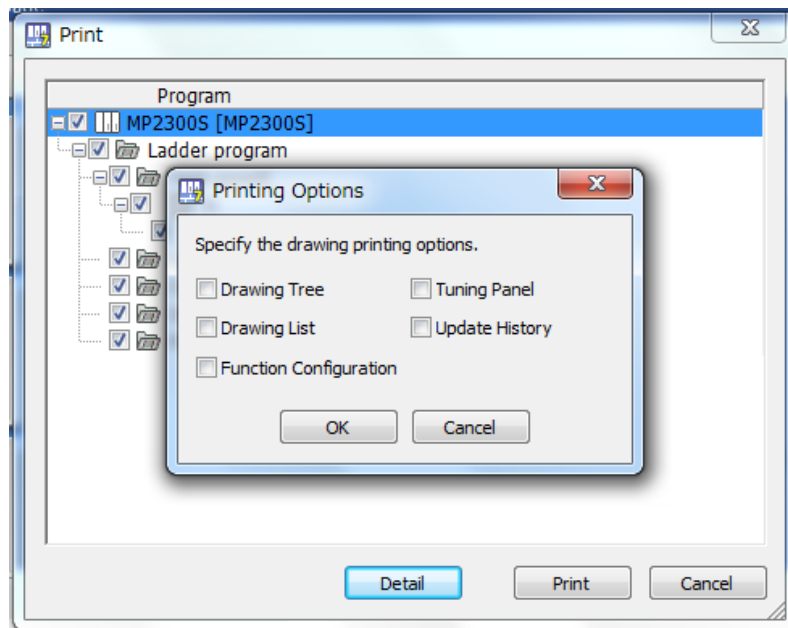 Print
Program
MP2300S [MP2300S]
Ladder program
Printing Options
Specify the drawing printing options.
Drawing Tree
Tuning Panel
Drawing List
Update History
Function Configuration
OK
Cancel
Detail
Print
Cancel